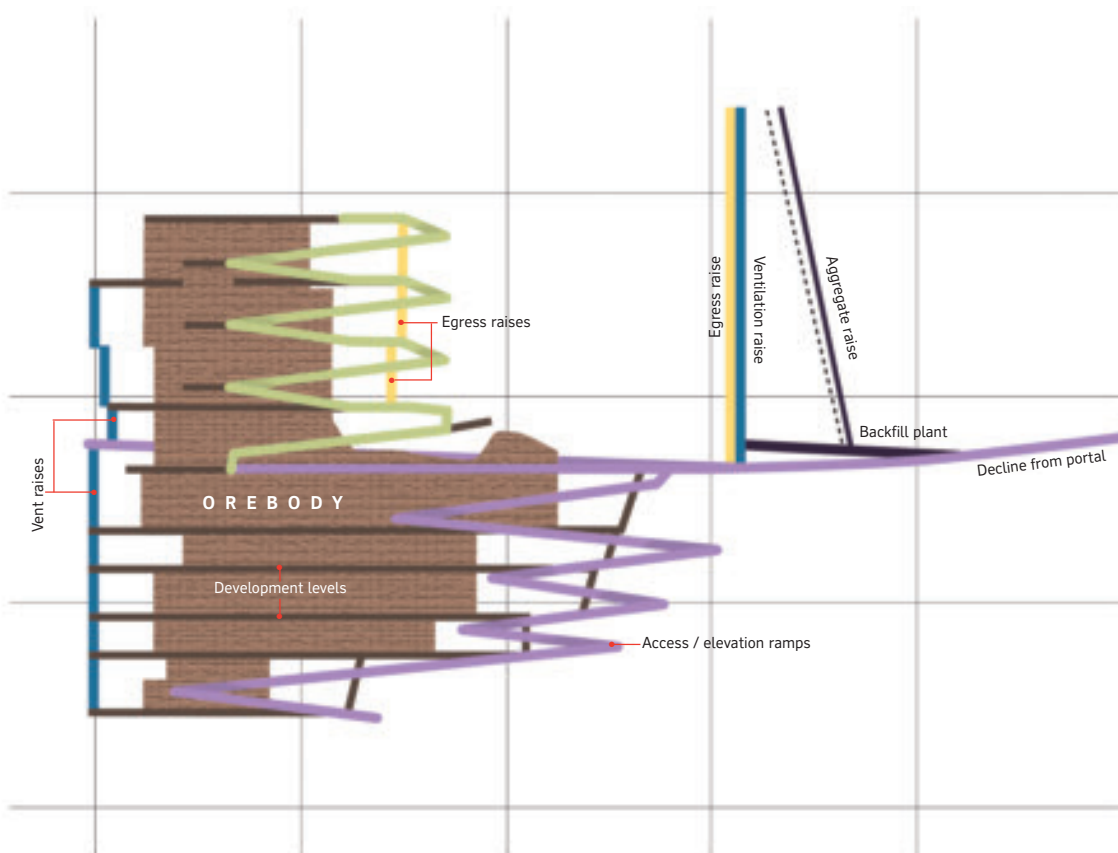 Egress raise
Ventilation raise
Aggregate raise
Egress raises
Backfill plant
Decline from portal
Vent raises
OREBODY
Development levels
Access / elevation ramps